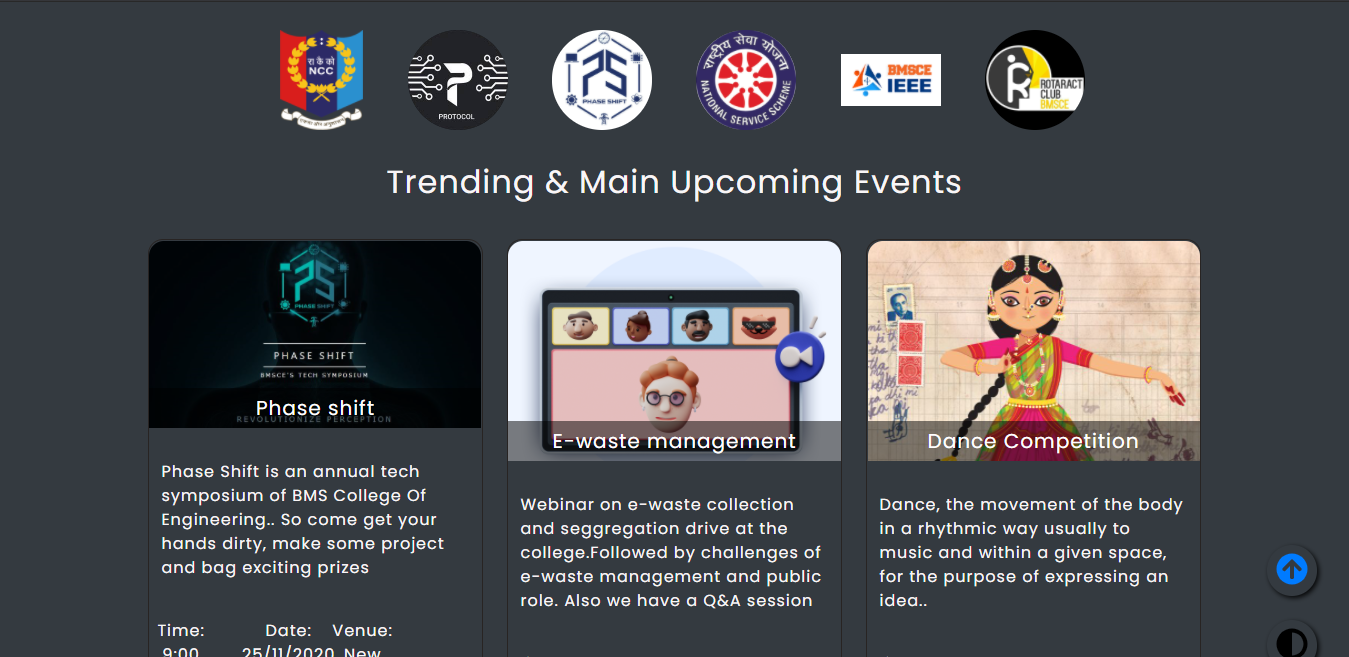 रा कै को
NCC
PROTOCOL
PS
PHASE SHIFT
राष्ट्रीय सेवा योजना
NATIONAL SERVICE SCHEME
BMSCE
IEEE
ROTARACT
CLUB
BMSCE
Trending & Main Upcoming Events
PS
PHASE SHIFT
PHASE SHIFT
BMSCE'S TECH SYMPOSIUM
Phase shift
REVOLUTIONIZE PERCEPTION
E-waste management
Dance Competition
Phase Shift is an annual tech
symposium of BMS College Of
Engineering.. So come get your
hands dirty, make some project
and bag exciting prizes
Time: Date: Venue:
9:00 25/11/2020 New
Webinar on e-waste collection
and seggregation drive at the
college.Followed by challenges of
e-waste management and public
role. Also we have a Q&A session
Dance, the movement of the body
in a rhythmic way usually to
music and within a given space,
for the purpose of expressing an
idea..